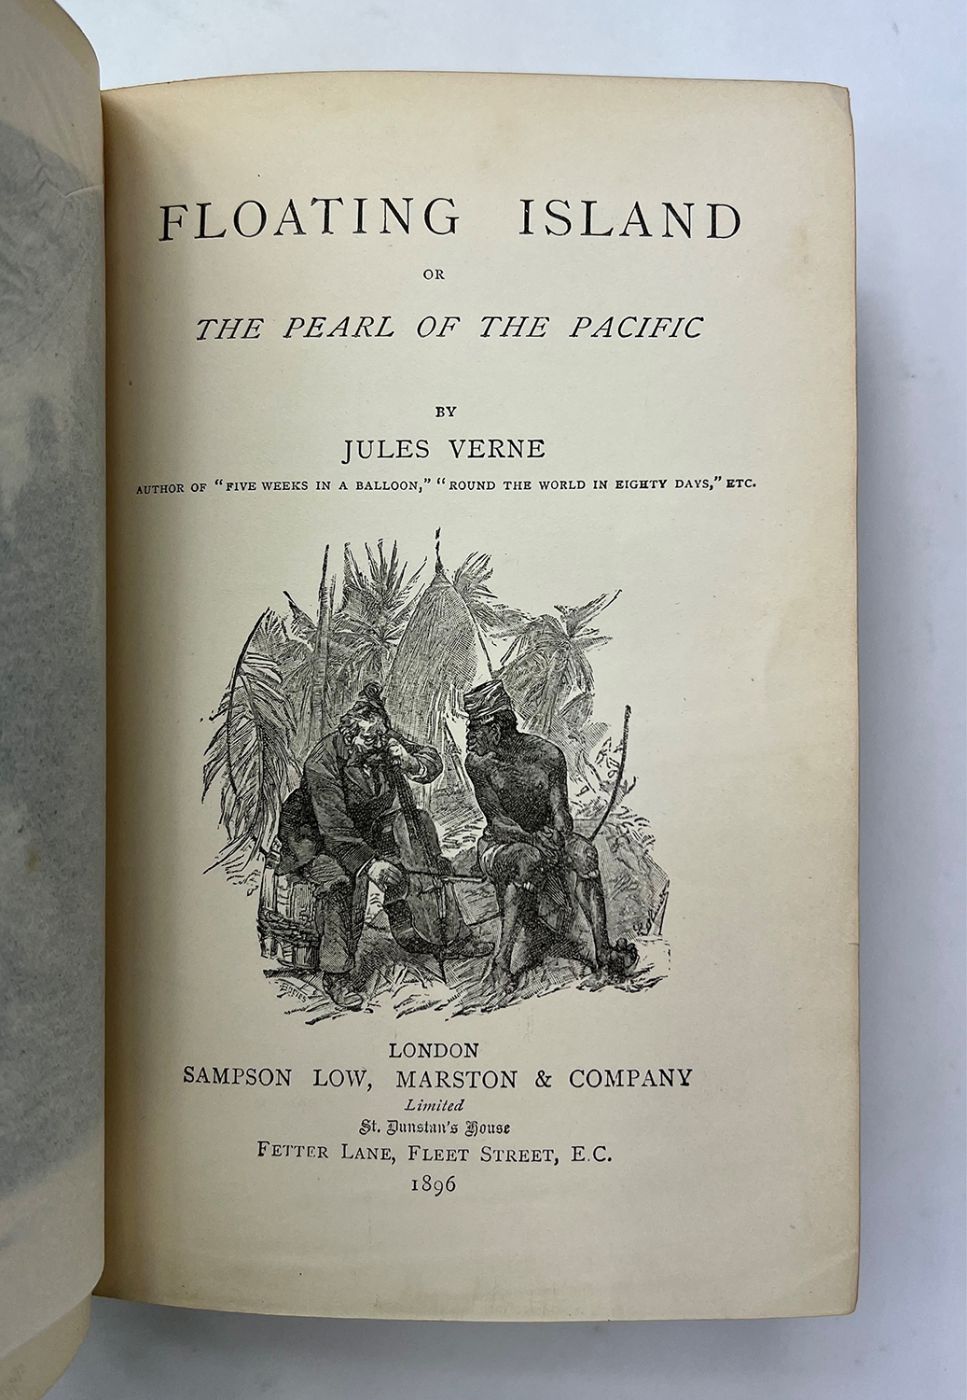 FLOATING ISLAND
OR
THE PEARL OF THE PACIFIC
BY
JULES VERNE
AUTHOR OF "FIVE WEEKS IN A BALLOON," "ROUND THE WORLD IN EIGHTY DAYS," ETC.
LONDON
SAMPSON LOW, MARSTON & COMPANY
Limited
St. Dunstan's House
FETTER LANE, FLEET STREET, E.C.
1896